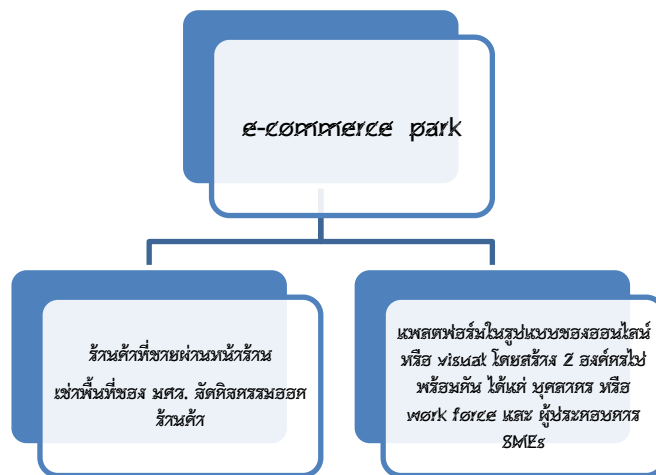 e-commerce park
ร้านค้าที่ขายผ่านหน้าร้าน
เช่าพื้นที่ของ มศว. จัดกิจกรรมออก
ร้านค้า
แพลตฟอร์มในรูปแบบของออนไลน์
หรือ visual โดยสร้าง 2 องค์กรไป
พร้อมกัน ได้แก่ บุคลากร หรือ
work force และ ผู้ประกอบการ
SMEs